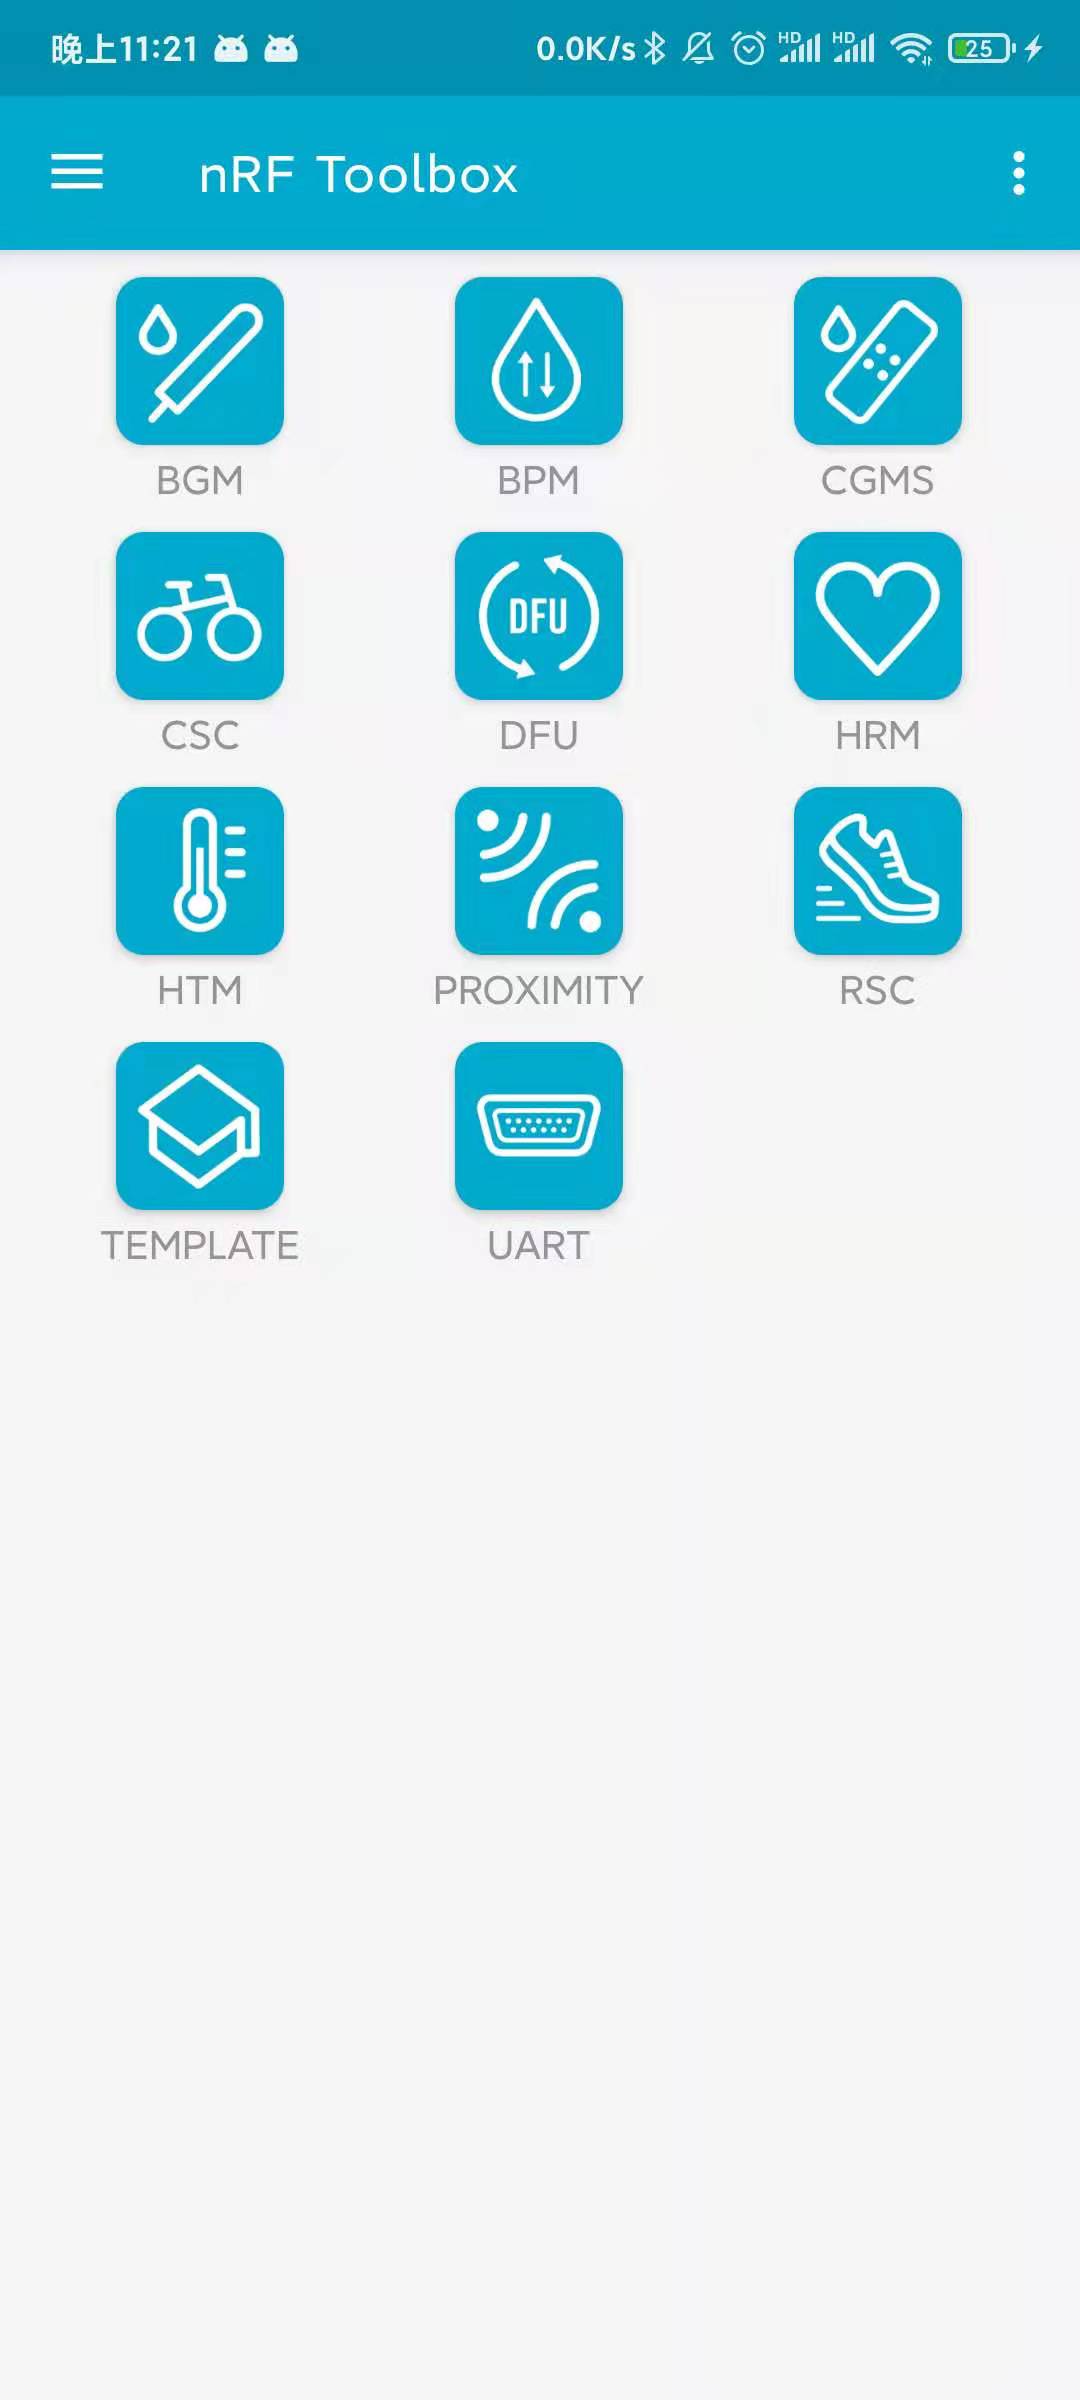 晚上11:21 0.0K/s HD HD 25
nRF Toolbox
BGM BPM CGMS
DFU
CSC DFU HRM
HTM PROXIMITY RSC
TEMPLATE UART